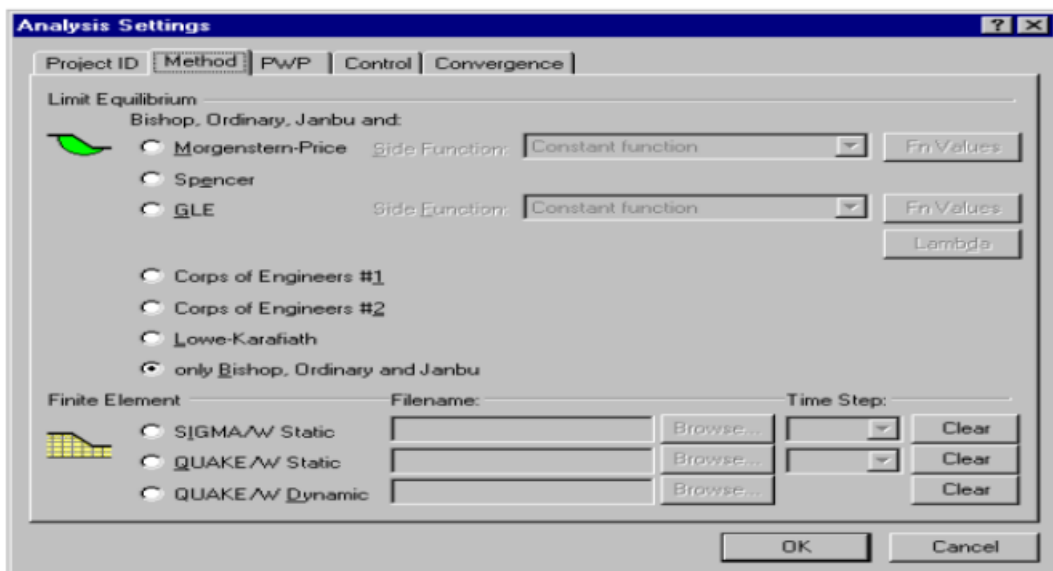 Analysis Settings
Project ID Method PWP Control Convergence
Limit Equilibrium
Bishop, Ordinary, Janbu and:
Morgenstern-Price Side Function: Constant function Fn Values
Spencer
GLE Side Function: Constant function Fn Values
Lambda
Corps of Engineers #1
Corps of Engineers #2
Lowe-Karafiath
only Bishop, Ordinary and Janbu
Finite Element Filename: Time Step:
SIGMA/W Static Browse... Clear
QUAKE/W Static Browse... Clear
QUAKE/W Dynamic Browse... Clear
OK Cancel